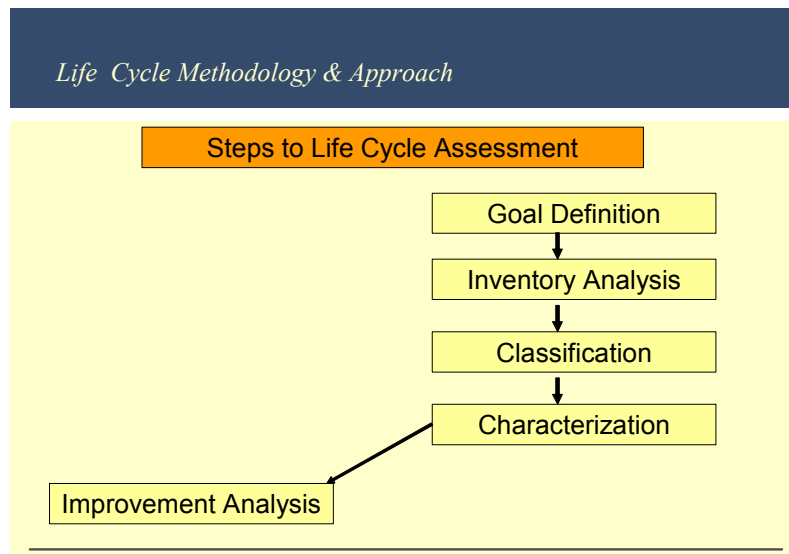 Life Cycle Methodology & Approach
Steps to Life Cycle Assessment
Goal Definition
Inventory Analysis
Classification
Characterization
Improvement Analysis